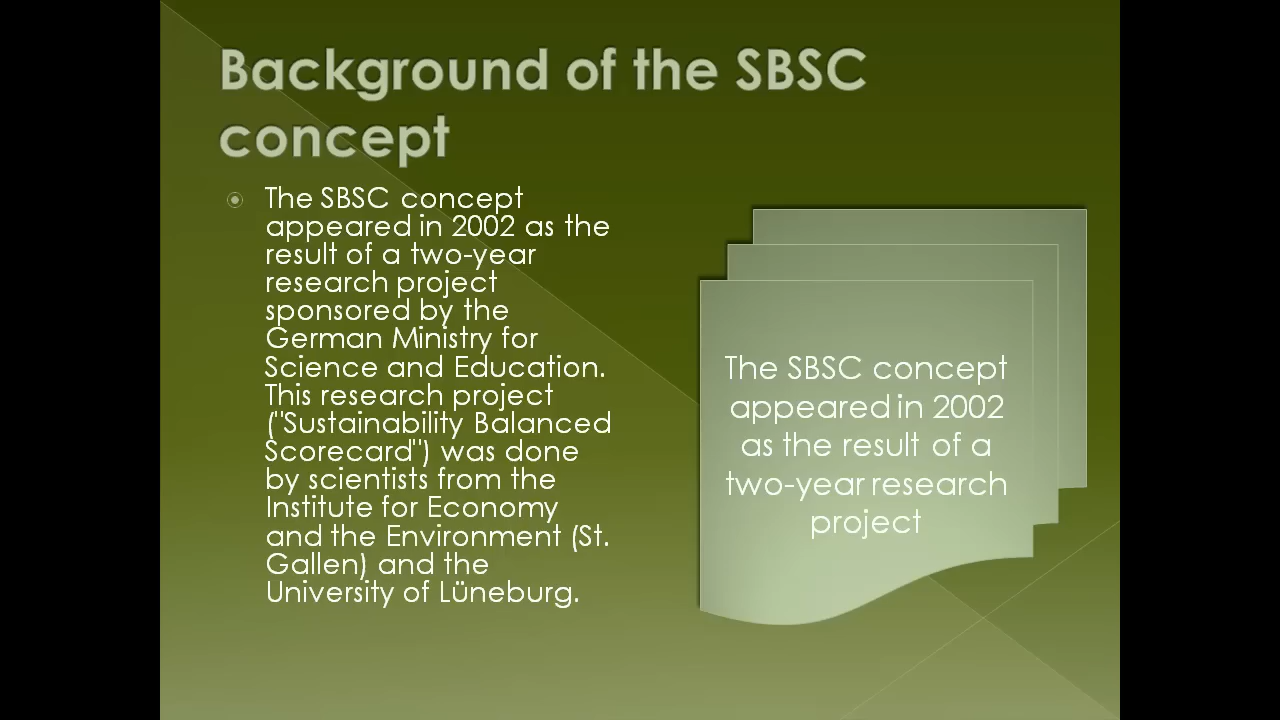 Background of the SBSC
concept
The SBSC concept
appeared in 2002 as the
result of a two-year
research project
sponsored by the
German Ministry for
Science and Education.
This research project
("Sustainability Balanced
Scorecard") was done
by scientists from the
Institute for Economy
and the Environment (St.
Gallen) and the
University of Lüneburg.
The SBSC concept
appeared in 2002
as the result of a
two-year research
project